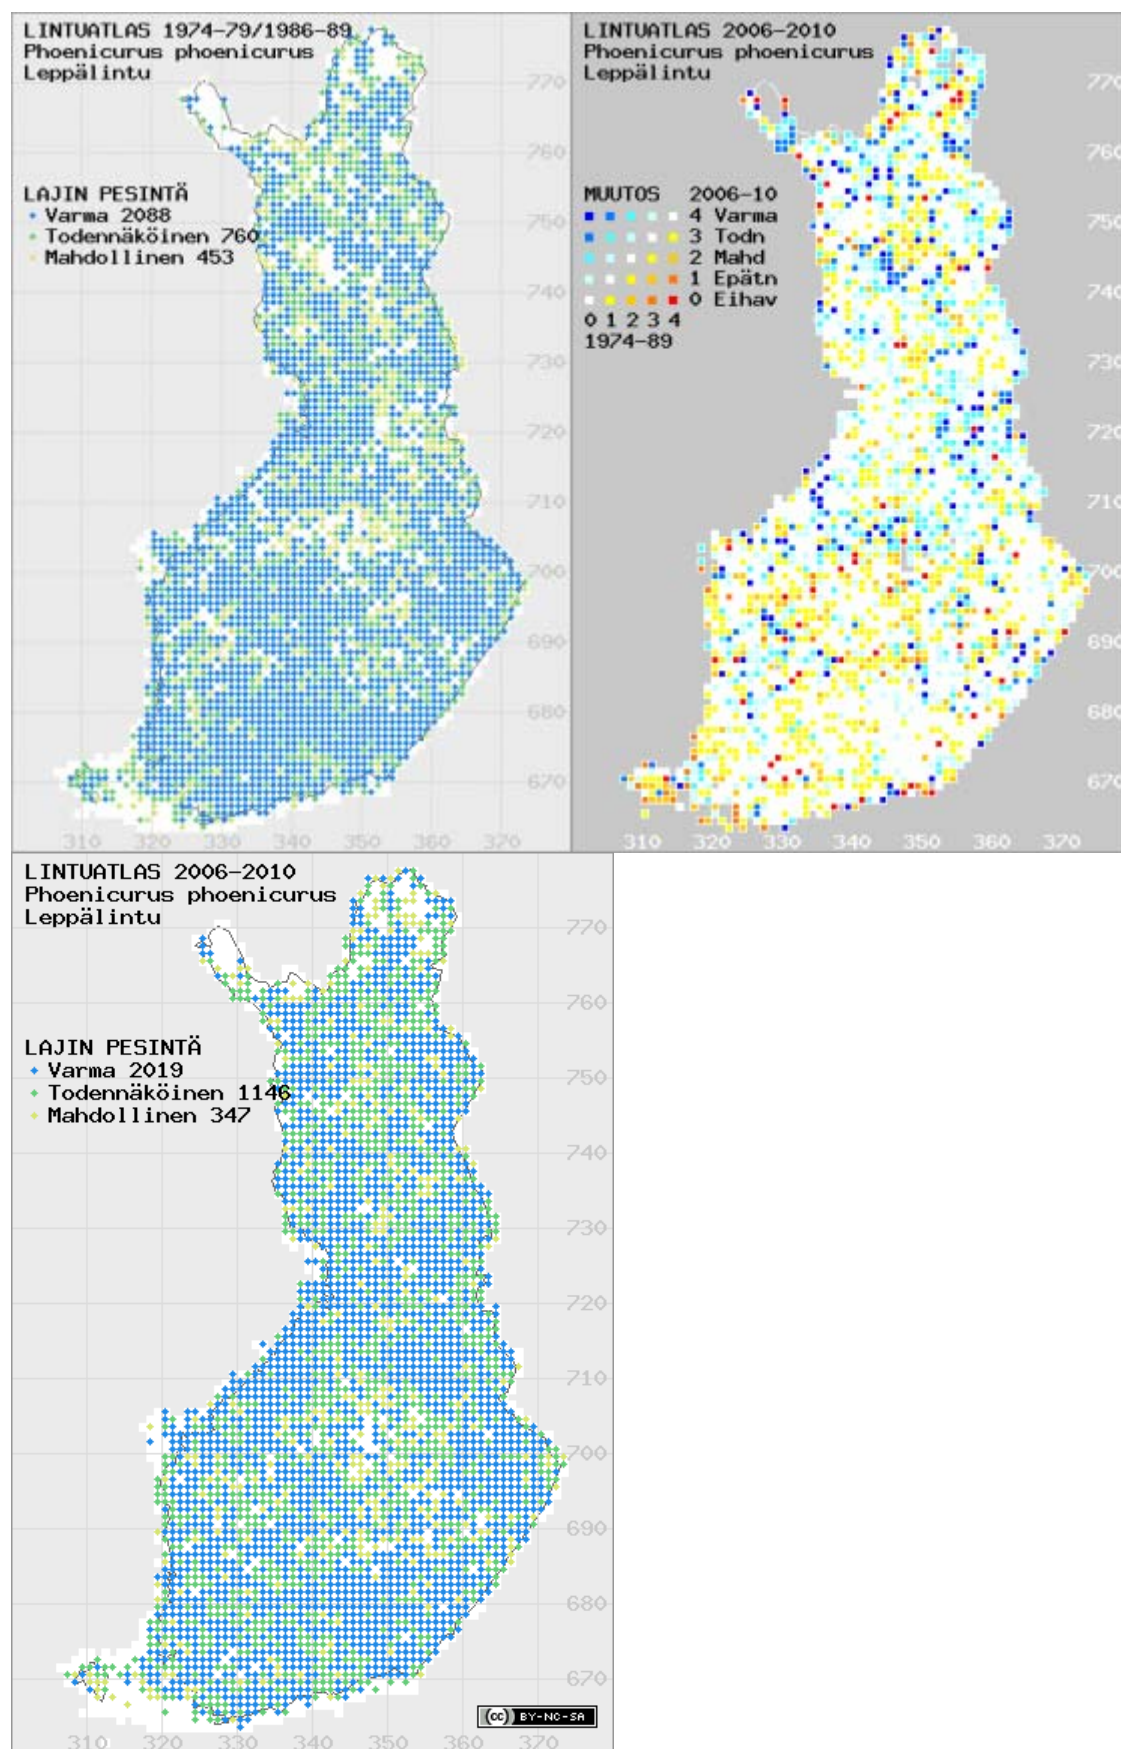 LINTUATLAS 1974-79/1986-89
Phoenicurus phoenicurus
Leppälintu
770
760
LAJIN PESINTÄ
Varma 2088
750
Todennäköinen 760
Mahdollinen 453
740
730
720
710
700
690
680
670
310 320 330 340 350 360 370
LINTUATLAS 2006-2010
Phoenicurus phoenicurus
Leppälintu
770
760
MUUTOS 2006-10
4 Varma
750
3 Todn
2 Mahd
1 Epätn
740
0 Eihav
0 1 2 3 4
1974-89
730
720
710
700
690
680
670
310 320 330 340 350 360 370
LINTUATLAS 2006-2010
Phoenicurus phoenicurus
Leppälintu
770
760
LAJIN PESINTÄ
Varma 2019
750
Todennäköinen 1146
Mahdollinen 347
740
730
720
710
700
690
680
670
cc BY-NC-SA
310 320 330 340 350 360 370